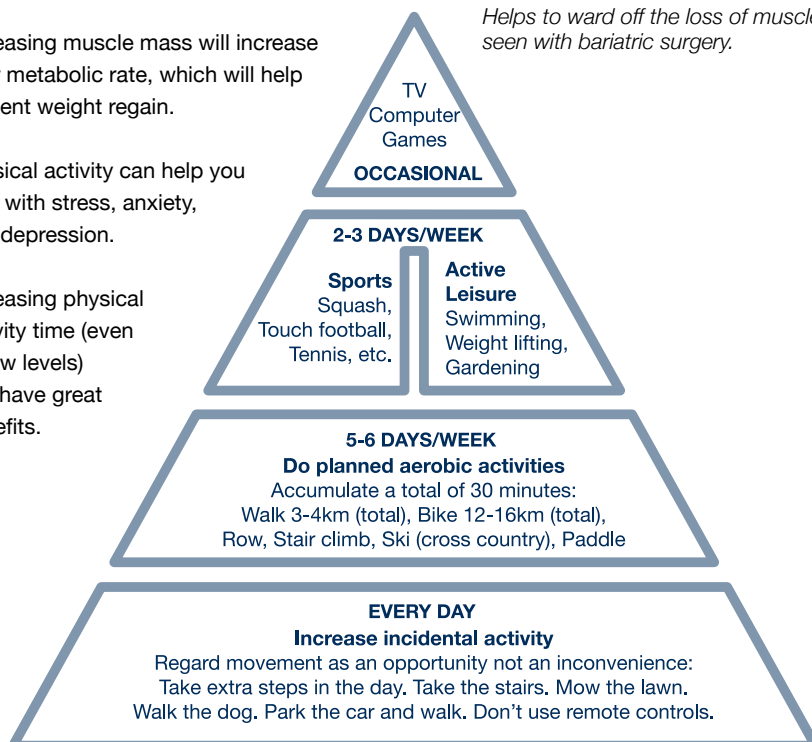 Helps to ward off the loss of muscle
seen with bariatric surgery.
easing muscle mass will increase
metabolic rate, which will help
ent weight regain.
sical activity can help you
with stress, anxiety,
depression.
easing physical
vity time (even
w levels)
have great
efits.
TV
Computer
Games
OCCASIONAL
2-3 DAYS/WEEK
Sports
Squash,
Touch football,
Tennis, etc.
Active
Leisure
Swimming,
Weight lifting,
Gardening
5-6 DAYS/WEEK
Do planned aerobic activities
Accumulate a total of 30 minutes:
Walk 3-4km (total), Bike 12-16km (total),
Row, Stair climb, Ski (cross country), Paddle
EVERY DAY
Increase incidental activity
Regard movement as an opportunity not an inconvenience:
Take extra steps in the day. Take the stairs. Mow the lawn.
Walk the dog. Park the car and walk. Don't use remote controls.